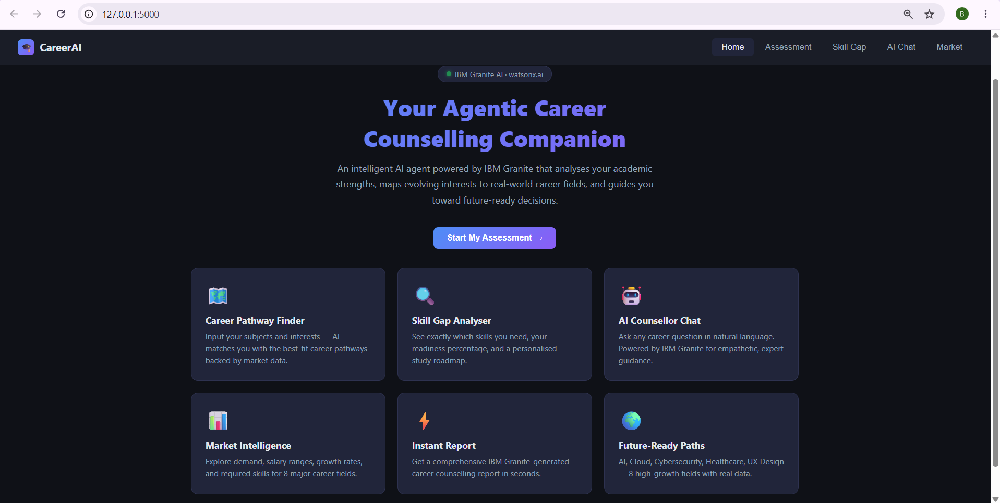 127.0.0.1:5000
B
CareerAI
Home
Assessment
Skill Gap
AI Chat
Market
IBM Granite AI · watsonx.ai
Your Agentic Career
Counselling Companion
An intelligent AI agent powered by IBM Granite that analyses your academic
strengths, maps evolving interests to real-world career fields, and guides you
toward future-ready decisions.
Start My Assessment →
Career Pathway Finder
Input your subjects and interests — AI
matches you with the best-fit career pathways
backed by market data.
Skill Gap Analyser
See exactly which skills you need, your
readiness percentage, and a personalised
study roadmap.
AI Counsellor Chat
Ask any career question in natural language.
Powered by IBM Granite for empathetic, expert
guidance.
Market Intelligence
Explore demand, salary ranges, growth rates,
and required skills for 8 major career fields.
Instant Report
Get a comprehensive IBM Granite-generated
career counselling report in seconds.
Future-Ready Paths
AI, Cloud, Cybersecurity, Healthcare, UX Design
— 8 high-growth fields with real data.